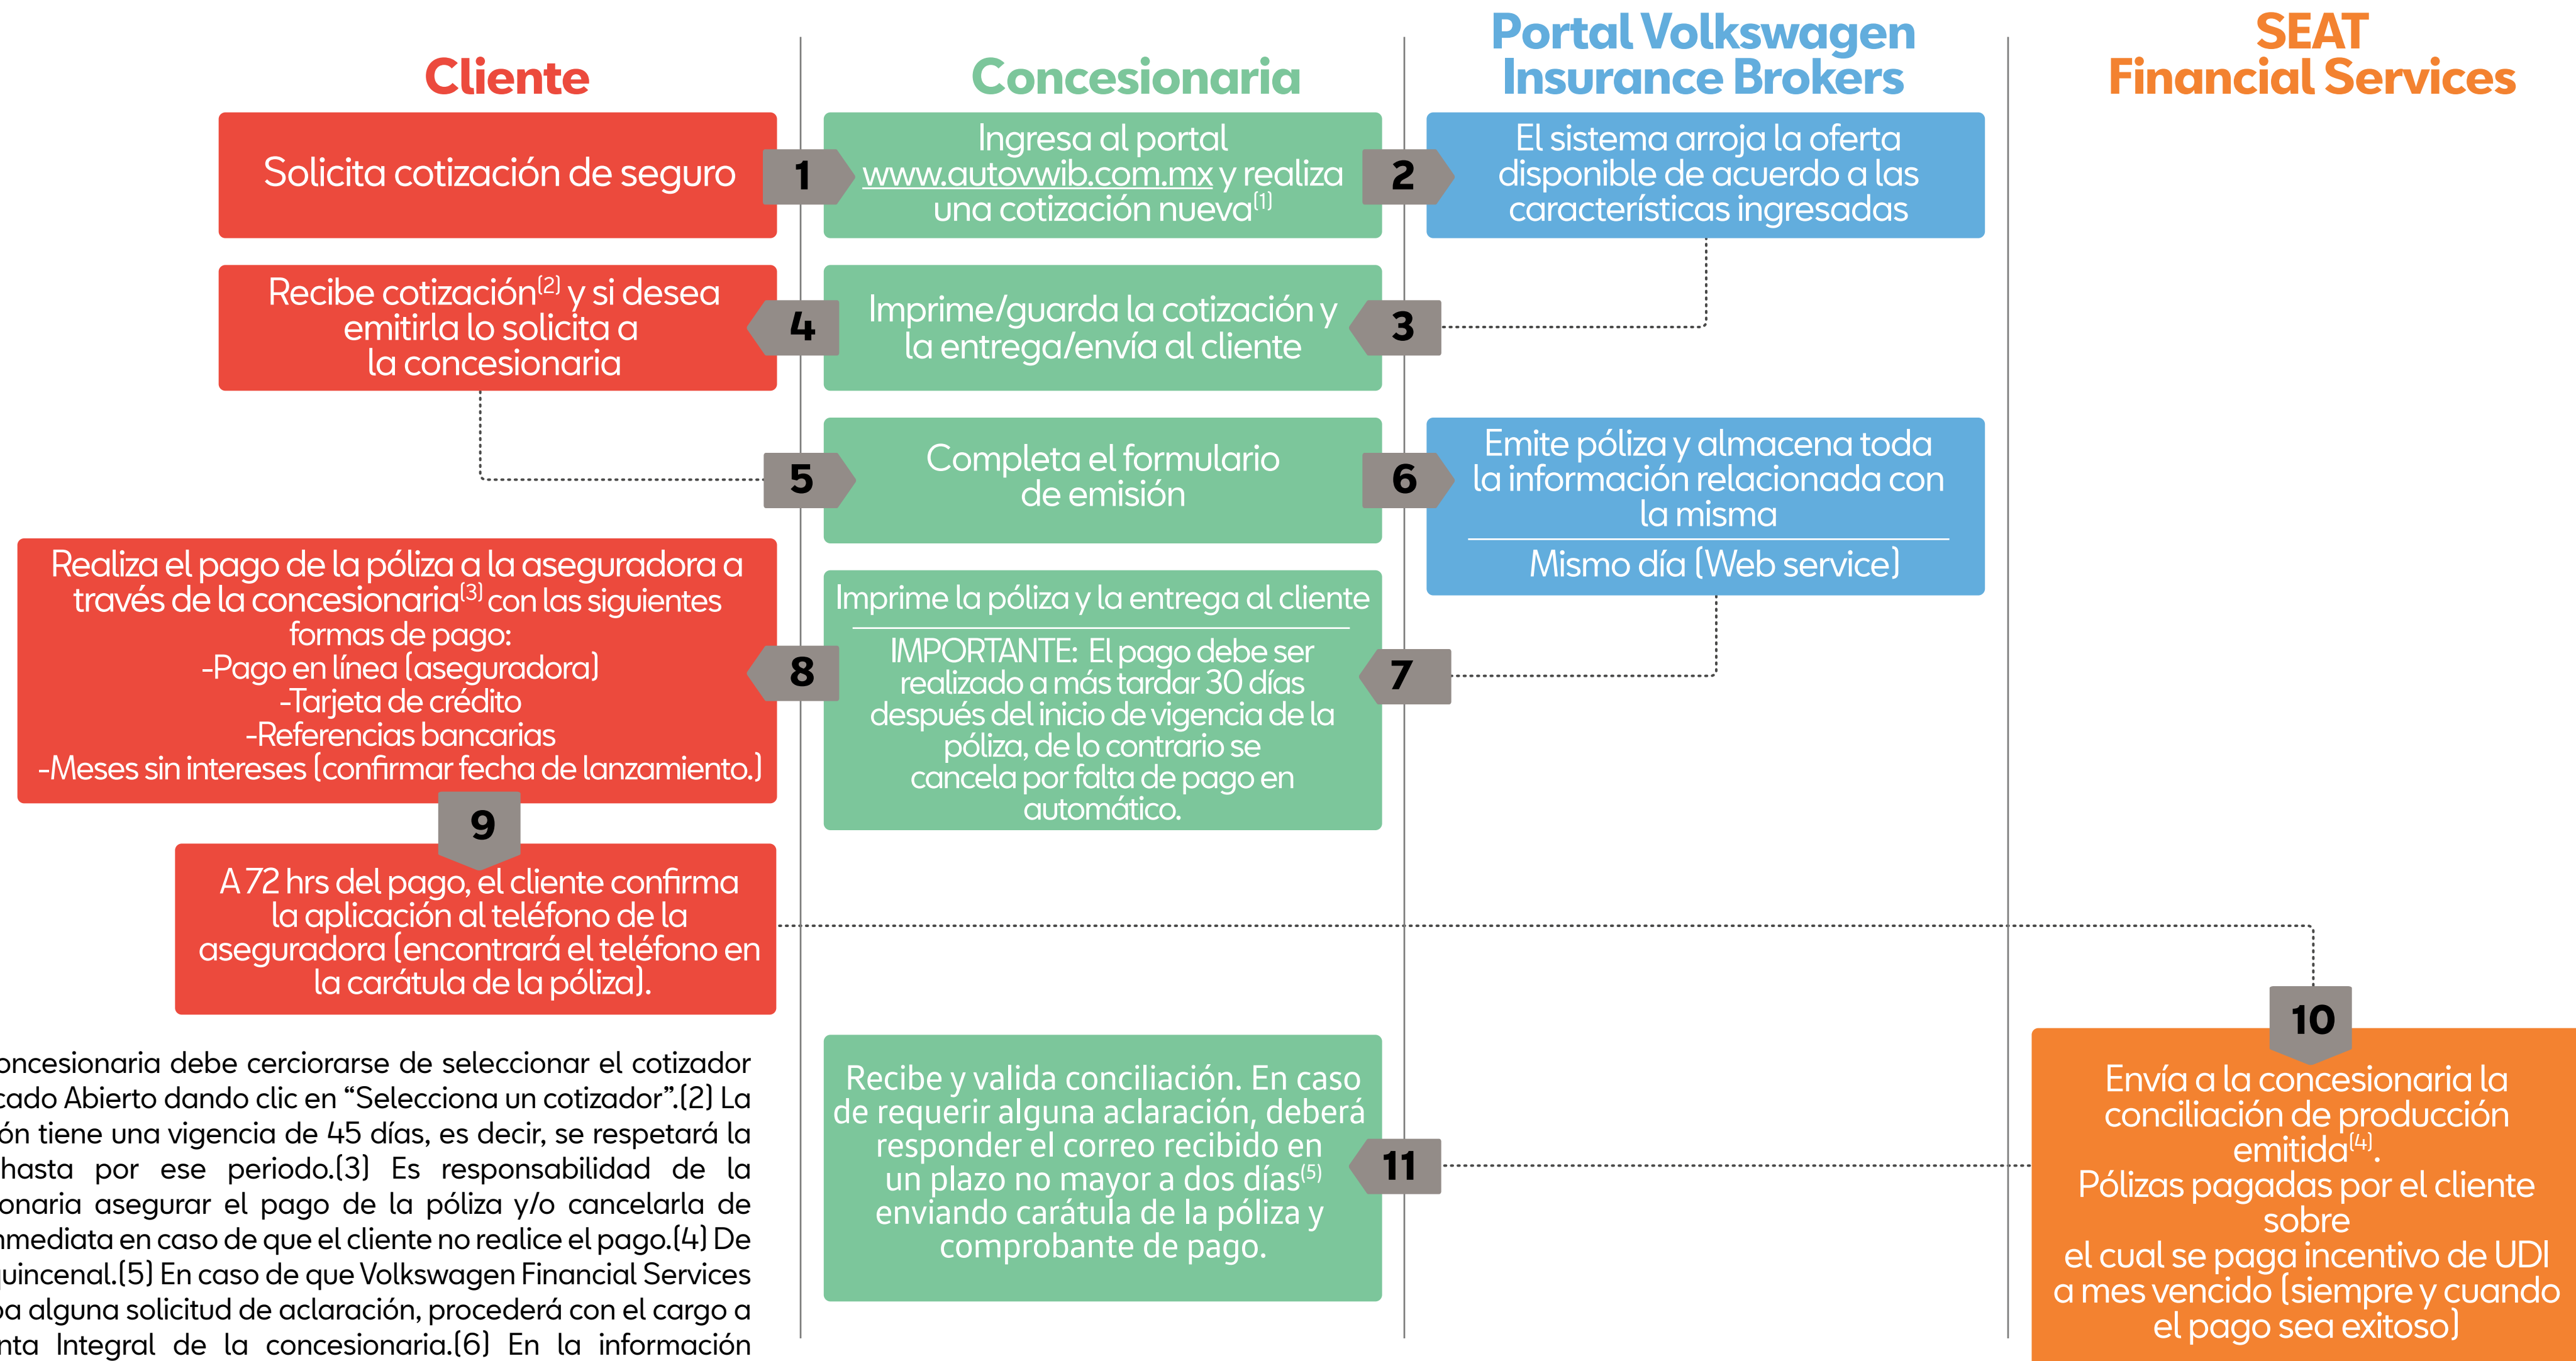 Cliente
Concesionaria
Portal Volkswagen
Insurance Brokers
SEAT
Financial Services
Solicita cotización de seguro
1
Ingresa al portal
www.autovwib.com.mx y realiza
una cotización nueva(1)
2
El sistema arroja la oferta
disponible de acuerdo a las
características ingresadas
Recibe cotización(2) y si desea
emitirla lo solicita a
la concesionaria
4
Imprime/guarda la cotización y
la entrega/envía al cliente
3
5
Completa el formulario
de emisión
6
Emite póliza y almacena toda
la información relacionada con
la misma
Mismo día (Web service)
Realiza el pago de la póliza a la aseguradora a
través de la concesionaria(3) con las siguientes
formas de pago:
-Pago en línea (aseguradora)
-Tarjeta de crédito
-Referencias bancarias
-Meses sin intereses (confirmar fecha de lanzamiento.)
8
Imprime la póliza y la entrega al cliente
IMPORTANTE: El pago debe ser
realizado a más tardar 30 días
después del inicio de vigencia de la
póliza, de lo contrario se
cancela por falta de pago en
automático.
7
9
A 72 hrs del pago, el cliente confirma
la aplicación al teléfono de la
aseguradora (encontrará el teléfono en
la carátula de la póliza).
10
Envía a la concesionaria la
conciliación de producción
emitida(4).
Pólizas pagadas por el cliente
sobre
el cual se paga incentivo de UDI
a mes vencido (siempre y cuando
el pago sea exitoso)
11
Recibe y valida conciliación. En caso
de requerir alguna aclaración, deberá
responder el correo recibido en
un plazo no mayor a dos días(5)
enviando carátula de la póliza y
comprobante de pago.
oncesionaria debe cerciorarse de seleccionar el cotizador
cado Abierto dando clic en “Selecciona un cotizador”.(2) La
ón tiene una vigencia de 45 días, es decir, se respetará la
hasta por ese periodo.(3) Es responsabilidad de la
onaria asegurar el pago de la póliza y/o cancelarla de
nmediata en caso de que el cliente no realice el pago.(4) De
quincenal.(5) En caso de que Volkswagen Financial Services
ba alguna solicitud de aclaración, procederá con el cargo a
nta Integral de la concesionaria.(6) En la información